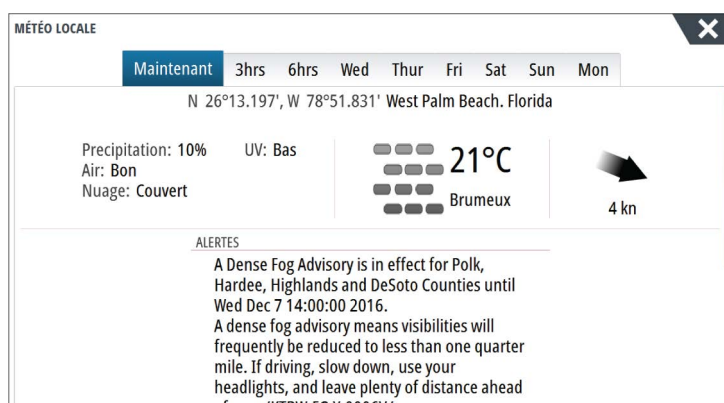 MÉTÉO LOCALE
Maintenant 3hrs 6hrs Wed Thur Fri Sat Sun Mon
N 26°13.197', W 78°51.831' West Palm Beach. Florida
Precipitation: 10% UV: Bas
Air: Bon
Nuage: Couvert
21°C
Brumeux
4 kn
ALERTES
A Dense Fog Advisory is in effect for Polk,
Hardee, Highlands and DeSoto Counties until
Wed Dec 7 14:00:00 2016.
A dense fog advisory means visibilities will
frequently be reduced to less than one quarter
mile. If driving, slow down, use your
headlights, and leave plenty of distance ahead